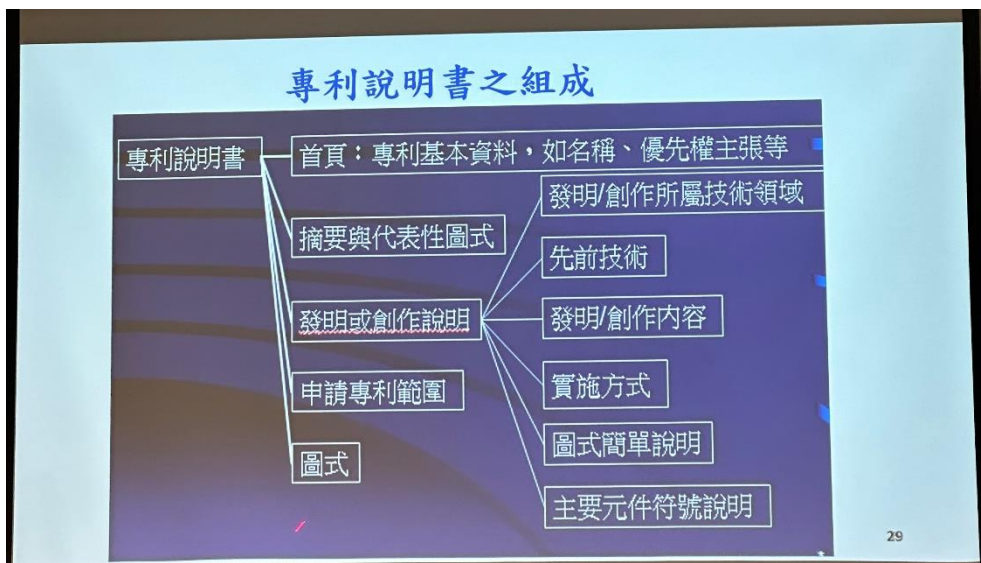 專利說明書之組成
專利說明書
首頁：專利基本資料，如名稱、優先權主張等
摘要與代表性圖式
發明或創作說明
申請專利範圍
圖式
發明/創作所屬技術領域
先前技術
發明/創作內容
實施方式
圖式簡單說明
主要元件符號說明
29